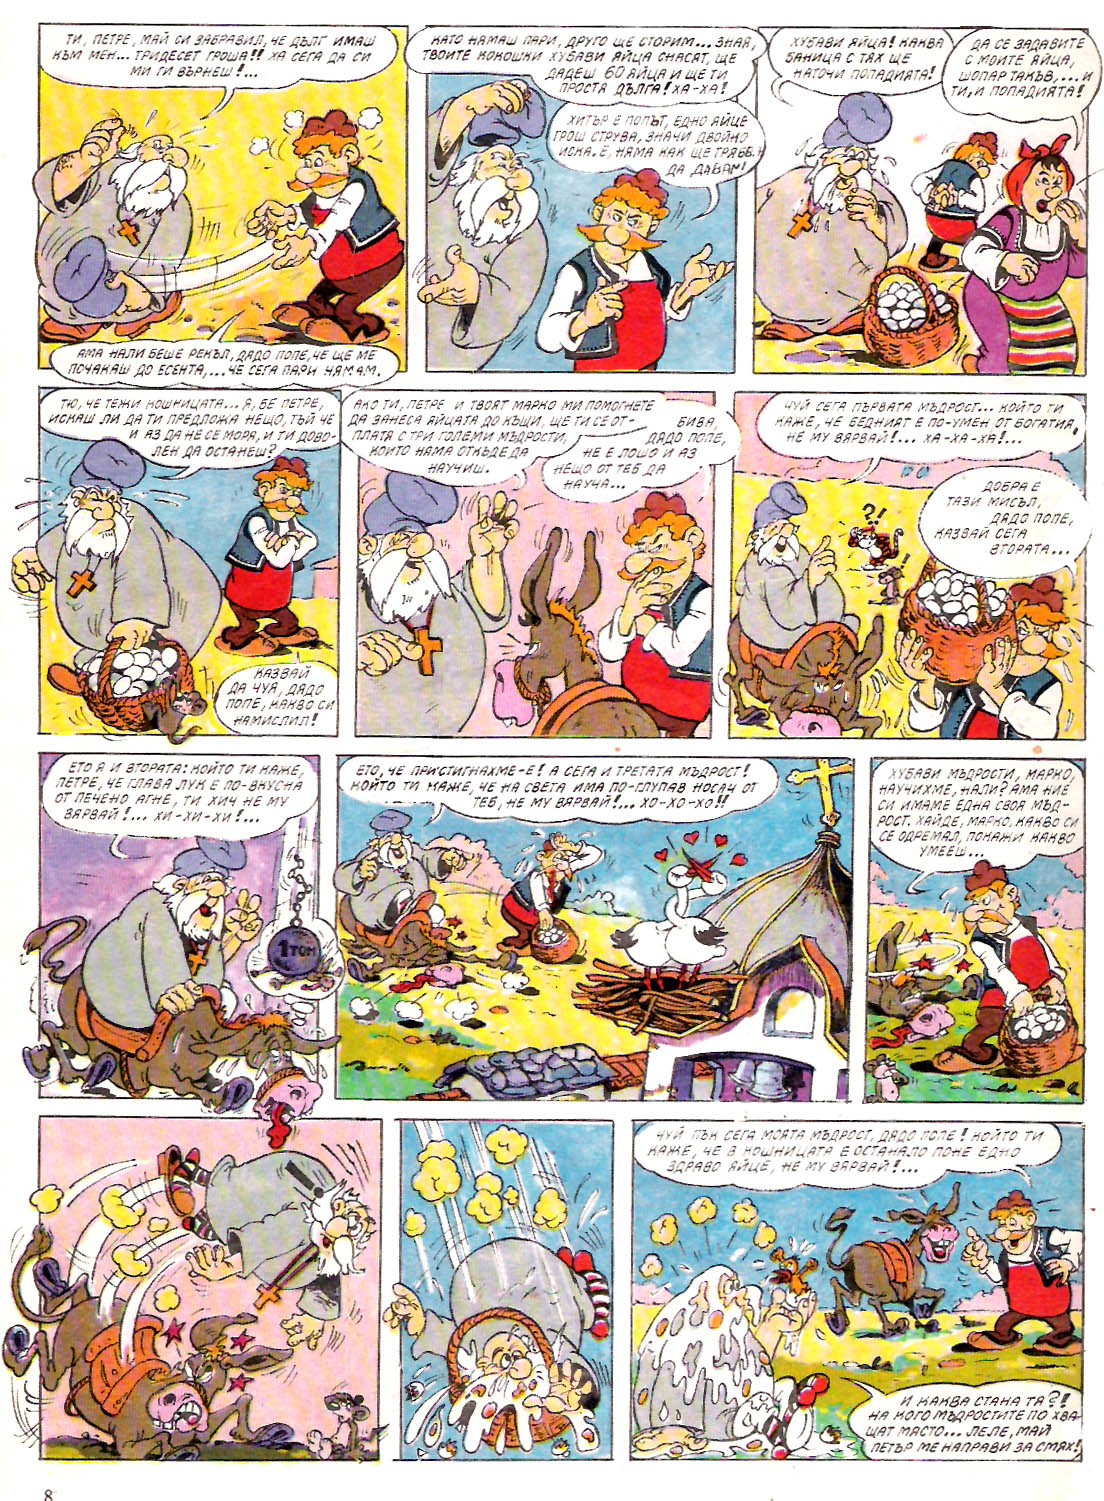 ТИ, ПЕТРЕ, МАЙ СИ ЗАБРАВИЛ, ЧЕ ДЪЛГ ИМАШ
КЪМ МЕН... ТРИДЕСЕТ ГРОША!! ХА СЕГА ДА СИ
МИ ГИ ВЪРНЕШ!...
АМА НАЛИ БЕШЕ РЕКЪЛ, ДЯДО ПОПЕ, ЧЕ ЩЕ МЕ
ПОЧАКАШ ДО ЕСЕНТА,... ЧЕ СЕГА ПАРИ НЯМАМ.
КАТО НЯМАШ ПАРИ, ДРУГО ЩЕ СТОРИМ... ЗНАЯ,
ТВОИТЕ КОКОШКИ ХУБАВИ ЯЙЦА СНАСЯТ, ЩЕ
ДАДЕШ 60 ЯЙЦА И ЩЕ ТИ
ПРОСТЯ ДЪЛГА! ХА-ХА!
ХИТЪР Е ПОПЪТ, ЕДНО ЯЙЦЕ
ГРОШ СТРУВА, ЗНАЧИ ДВОЙНО
ИСКА. Е, НЯМА КАК ЩЕ ТРЯБВ.
ДА ДАВАМ!
ХУБАВИ ЯЙЦА! КАКВА
БАНИЦА С ТЯХ ЩЕ
НАТОЧИ ПОПАДИЯТА!
ДА СЕ ЗАДАВИТЕ
С МОИТЕ ЯЙЦА,
ШОПАР ТАКЪВ,... И
ТИ, И ПОПАДИЯТА!
ТЮ, ЧЕ ТЕЖИ КОШНИЦАТА... Я, БЕ ПЕТРЕ,
ИСКАШ ЛИ ДА ТИ ПРЕДЛОЖА НЕЩО, ТЪЙ ЧЕ
И АЗ ДА НЕ СЕ МОРЯ, И ТИ ДОВО-
ЛЕН ДА ОСТАНЕШ?
КАЗВАЙ
ДА ЧУЯ, ДЯДО
ПОПЕ, КАКВО СИ
НАМИСЛИЛ!
АКО ТИ, ПЕТРЕ И ТВОЯТ МАРКО МИ ПОМОГНЕТЕ
ДА ЗАНЕСА ЯЙЦАТА ДО КЪЩИ, ЩЕ ТИ СЕ ОТ-
ПЛАТЯ С ТРИ ГОЛЕМИ МЪДРОСТИ,
КОИТО НЯМА ОТКЪДЕ ДА
НАУЧИШ.
БИВА,
ДЯДО ПОПЕ,
НЕ Е ЛОШО И АЗ
НЕЩО ОТ ТЕБ ДА
НАУЧА...
ЧУЙ СЕГА ПЪРВАТА МЪДРОСТ... КОЙТО ТИ
КАЖЕ, ЧЕ БЕДНИЯТ Е ПО-УМЕН ОТ БОГАТИЯ,
НЕ МУ ВЯРВАЙ!... ХА-ХА-ХА!...
?!
ДОБРА Е
ТАЗИ МИСЪЛ,
ДЯДО ПОПЕ,
КАЗВАЙ СЕГА
ВТОРАТА...
ЕТО Я И ВТОРАТА: КОЙТО ТИ КАЖЕ,
ПЕТРЕ, ЧЕ ГЛАВА ЛУК Е ПО-ВКУСНА
ОТ ПЕЧЕНО АГНЕ, ТИ ХИЧ НЕ МУ
ВЯРВАЙ!... ХИ-ХИ-ХИ!...
1 ТОН
ЕТО, ЧЕ ПРИСТИГНАХМЕ-Е! А СЕГА И ТРЕТАТА МЪДРОСТ!
КОЙТО ТИ КАЖЕ, ЧЕ НА СВЕТА ИМА ПО-ГЛУПАВ НОСАЧ ОТ
ТЕБ, НЕ МУ ВЯРВАЙ!... ХО-ХО-ХО!!
ХУБАВИ МЪДРОСТИ, МАРКО,
НАУЧИХМЕ, НАЛИ? АМА НИЕ
СИ ИМАМЕ ЕДНА СВОЯ МЪД-
РОСТ. ХАЙДЕ, МАРКО, КАКВО СИ
СЕ ОДРЕМАЛ, ПОКАЖИ КАКВО
УМЕЕШ...
!
ЧУЙ ПЪК СЕГА МОЯТА МЪДРОСТ, ДЯДО ПОПЕ! КОЙТО ТИ
КАЖЕ, ЧЕ В КОШНИЦАТА Е ОСТАНАЛО ПОНЕ ЕДНО
ЗДРАВО ЯЙЦЕ, НЕ МУ ВЯРВАЙ!...
И КАКВА СТАНА ТА?!
НА КОГО МЪДРОСТИТЕ ПО ХВА-
ЩАТ МЯСТО... ЛЕЛЕ, МАЙ
ПЕТЪР МЕ НАПРАВИ ЗА СМЯХ!
8